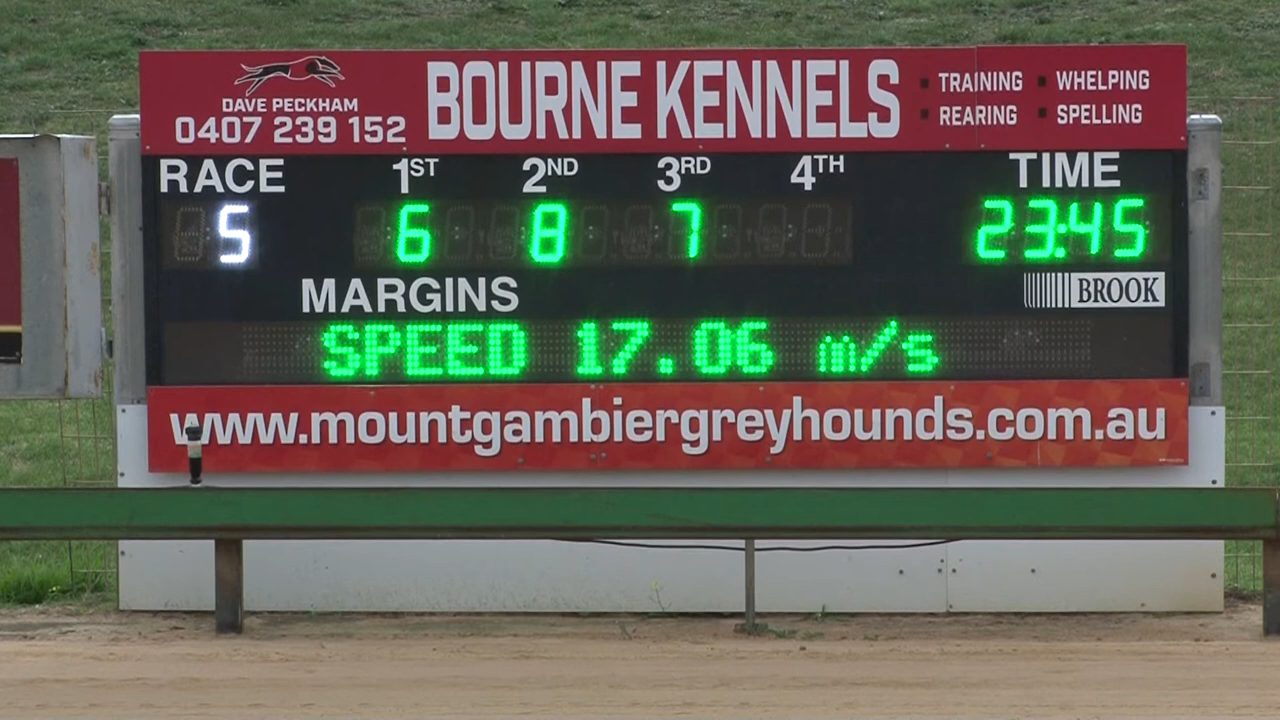 DAVE PECKHAM
0407 239 152
BOURNE KENNELS
TRAINING
WHELPING
REARING
SPELLING
RACE 1ST 2ND 3RD 4TH TIME
5 6 8 7 23.45
MARGINS
BROOK
SPEED 17.06 m/s
www.mountgambiergreyhounds.com.au